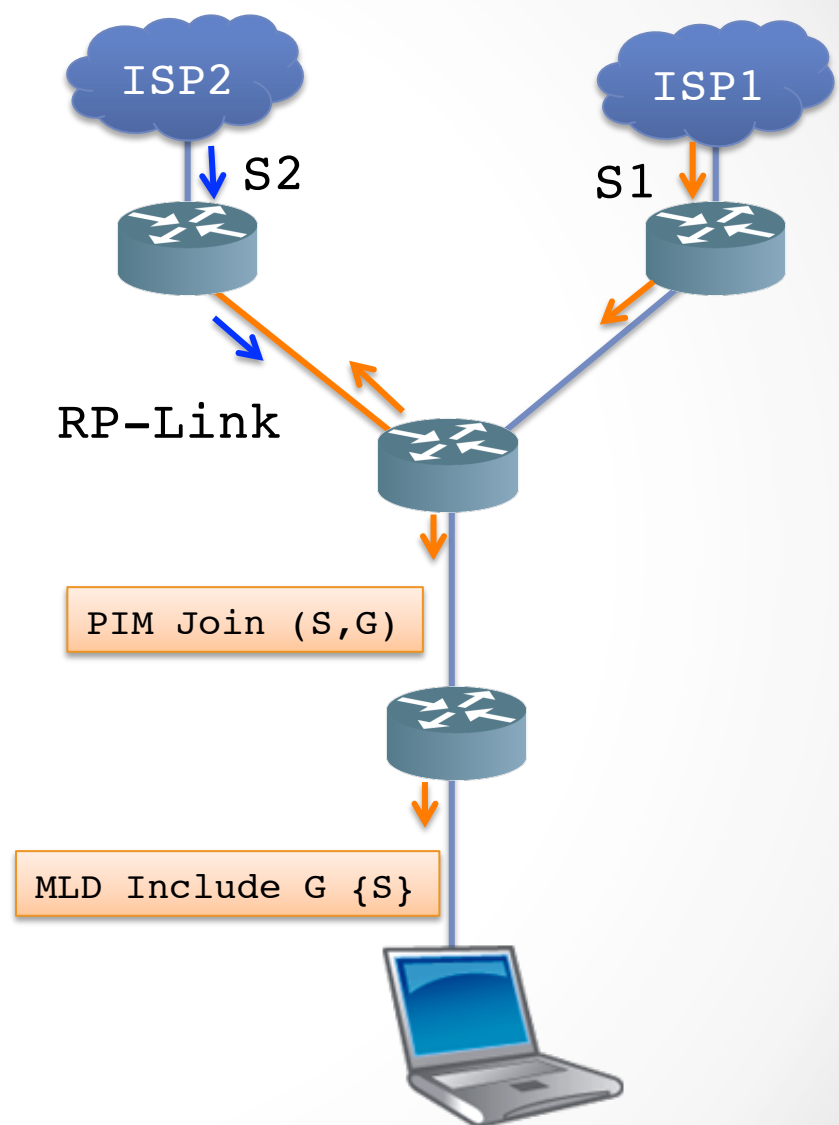 ISP2
ISP1
S2
S1
RP-Link
PIM Join (S,G)
MLD Include G {S}